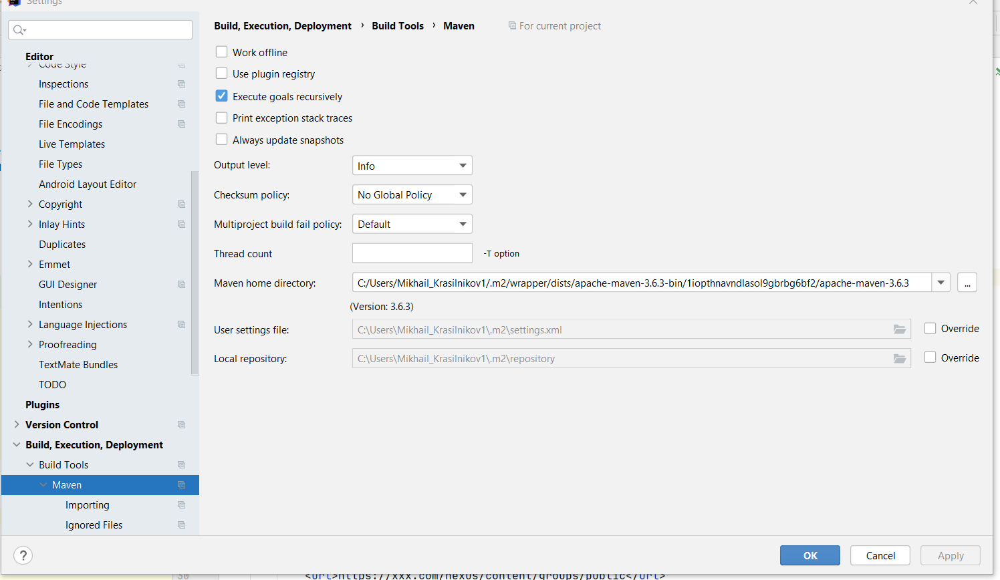 Settings
Build, Execution, Deployment › Build Tools › Maven For current project
Editor
Code Style
Inspections
File and Code Templates
File Encodings
Live Templates
File Types
Android Layout Editor
Copyright
Inlay Hints
Duplicates
Emmet
GUI Designer
Intentions
Language Injections
Proofreading
TextMate Bundles
TODO
Plugins
Version Control
Build, Execution, Deployment
Build Tools
Maven
Importing
Ignored Files
Work offline
Use plugin registry
Execute goals recursively
Print exception stack traces
Always update snapshots
Output level: Info
Checksum policy: No Global Policy
Multiproject build fail policy: Default
Thread count -T option
Maven home directory: C:/Users/Mikhail_Krasilnikov1/.m2/wrapper/dists/apache-maven-3.6.3-bin/1iopthnavndlasol9gbrbg6bf2/apache-maven-3.6.3 ...
(Version: 3.6.3)
User settings file: C:\Users\Mikhail_Krasilnikov1\.m2\settings.xml Override
Local repository: C:\Users\Mikhail_Krasilnikov1\.m2\repository Override
? OK Cancel Apply
30 <url>https://xxx.com/nexus/content/groups/public</url>